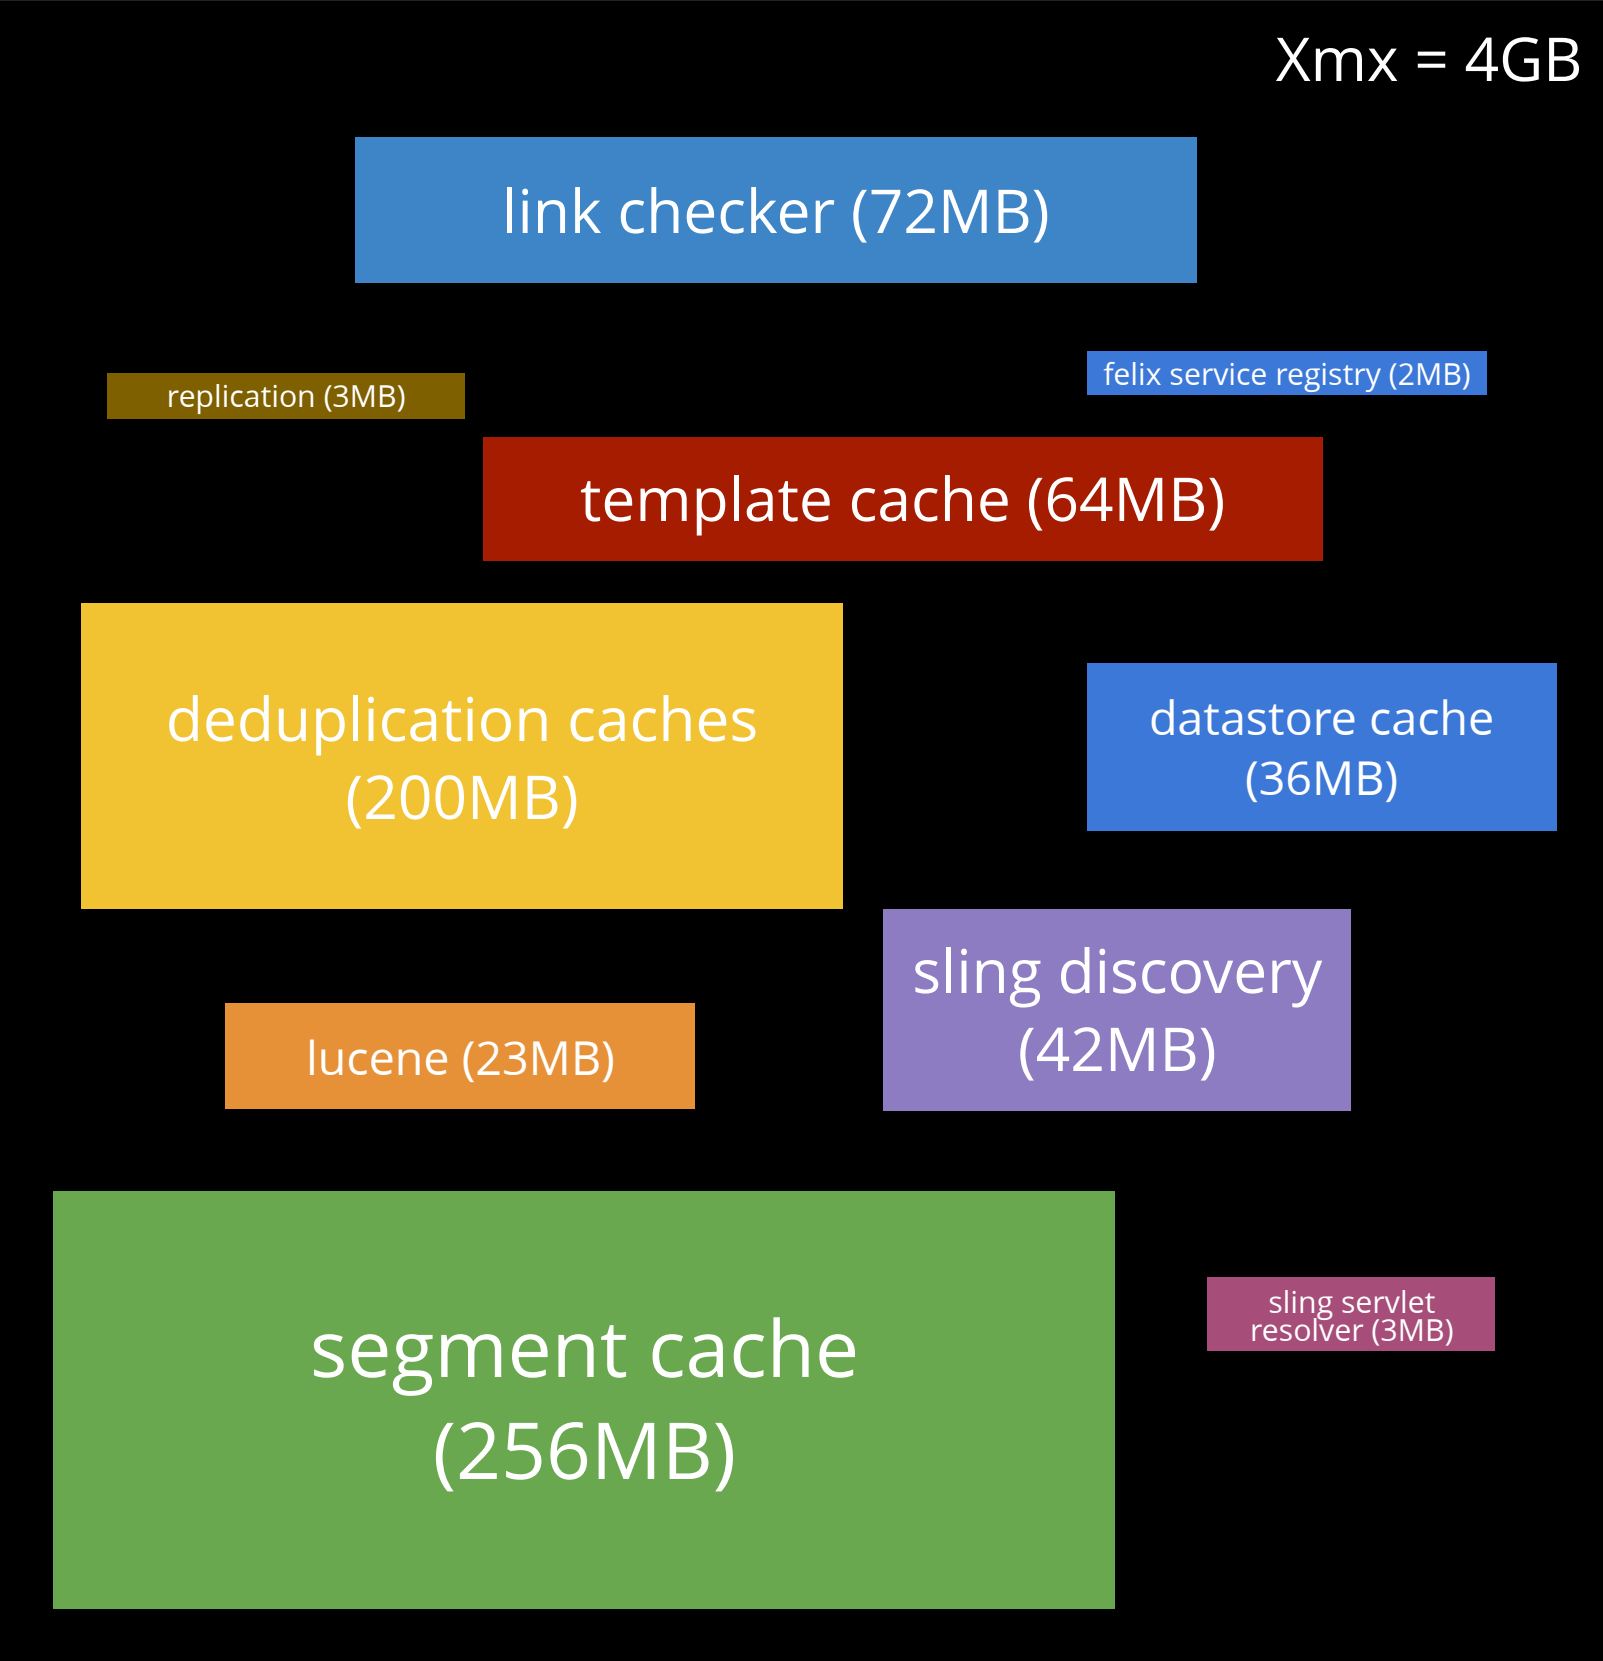 Xmx = 4GB
link checker (72MB)
felix service registry (2MB)
replication (3MB)
template cache (64MB)
deduplication caches
(200MB)
datastore cache
(36MB)
sling discovery
(42MB)
lucene (23MB)
segment cache
(256MB)
sling servlet
resolver (3MB)